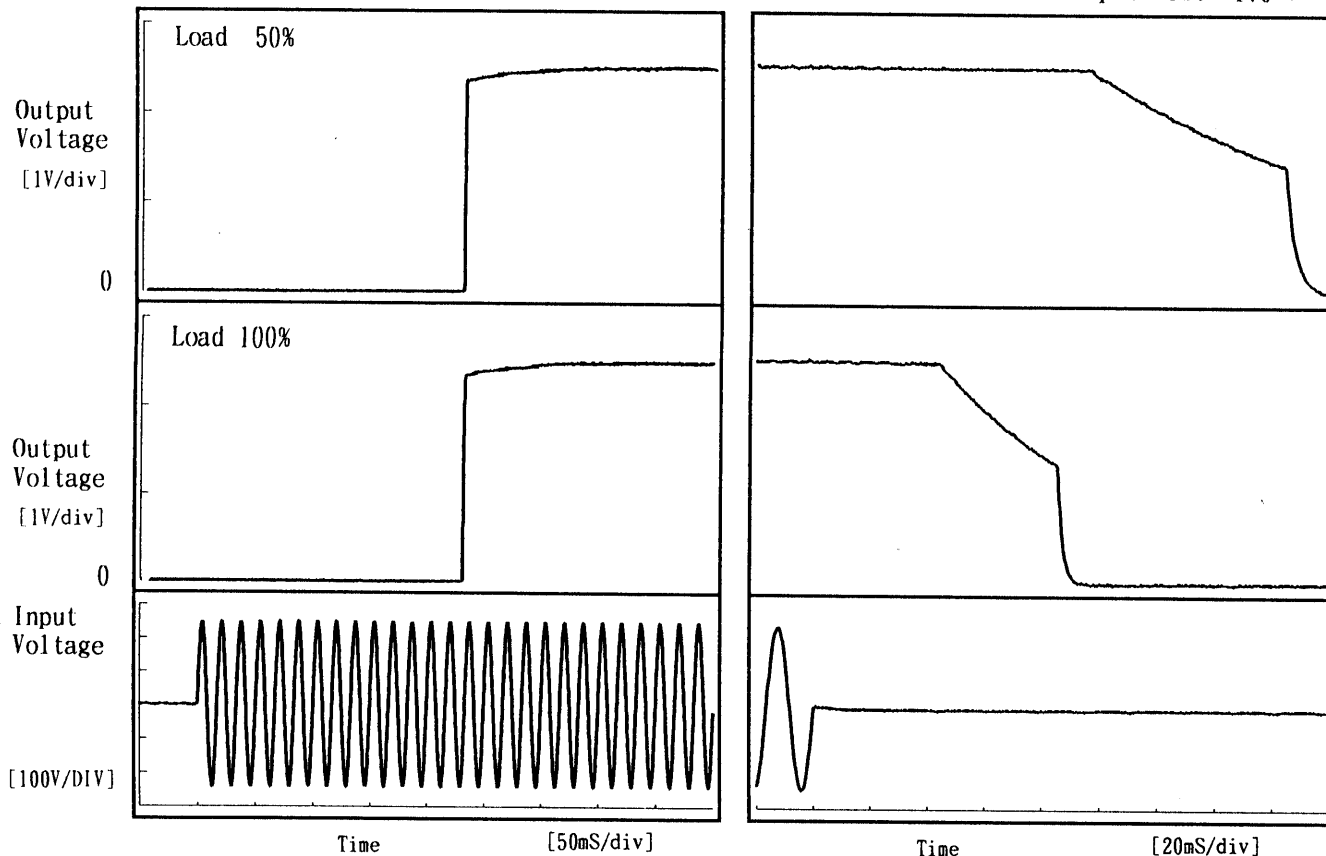 Load 50%
Output
Voltage
[1V/div]
0
Load 100%
Output
Voltage
[1V/div]
0
Input
Voltage
[100V/DIV]
Time [50mS/div]
Time [20mS/div]